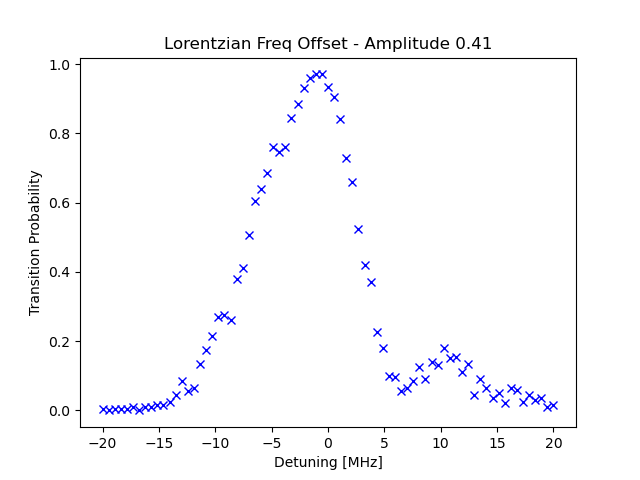 Lorentzian Freq Offset - Amplitude 0.41
1.0
0.8
0.6
0.4
0.2
0.0
Transition Probability
−20 −15 −10 −5 0 5 10 15 20
Detuning [MHz]